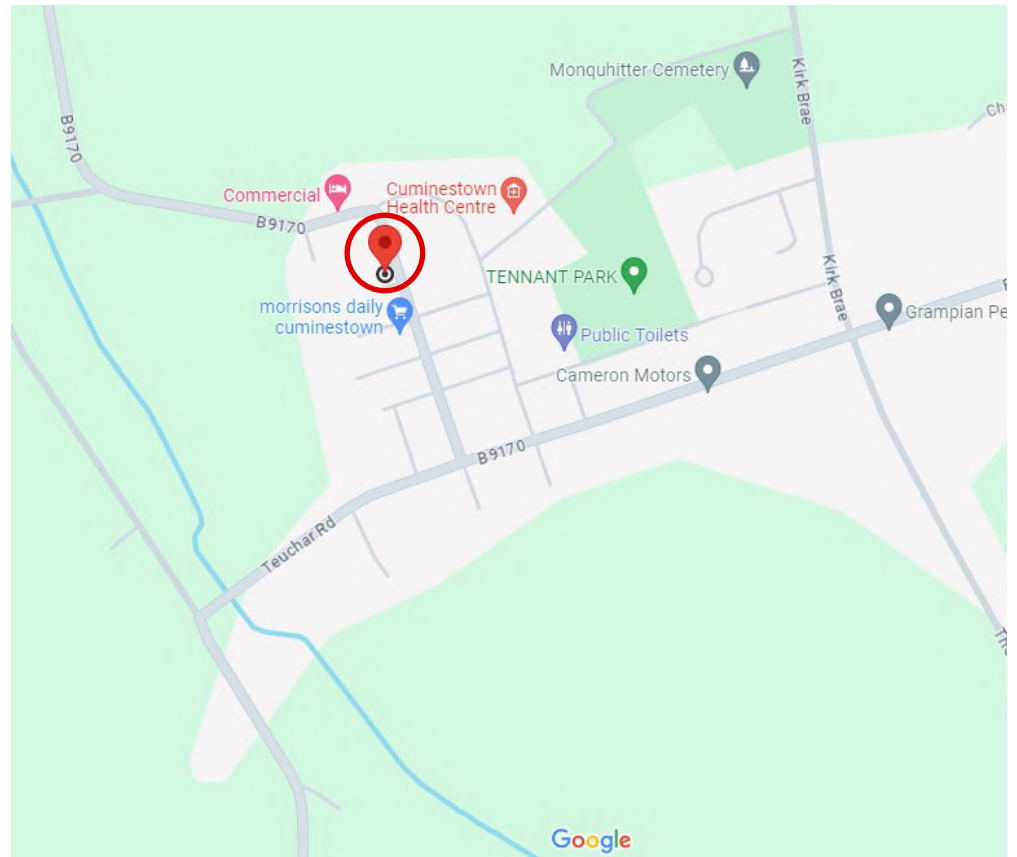 Monquhitter Cemetery
Kirk Brae
Ch
B9170
Commercial
Cuminestown
Health Centre
B9170
TENNANT PARK
Kirk Brae
morrisons daily
cuminestown
Grampian Pe
Public Toilets
Cameron Motors
B9170
Teuchar Rd
Google